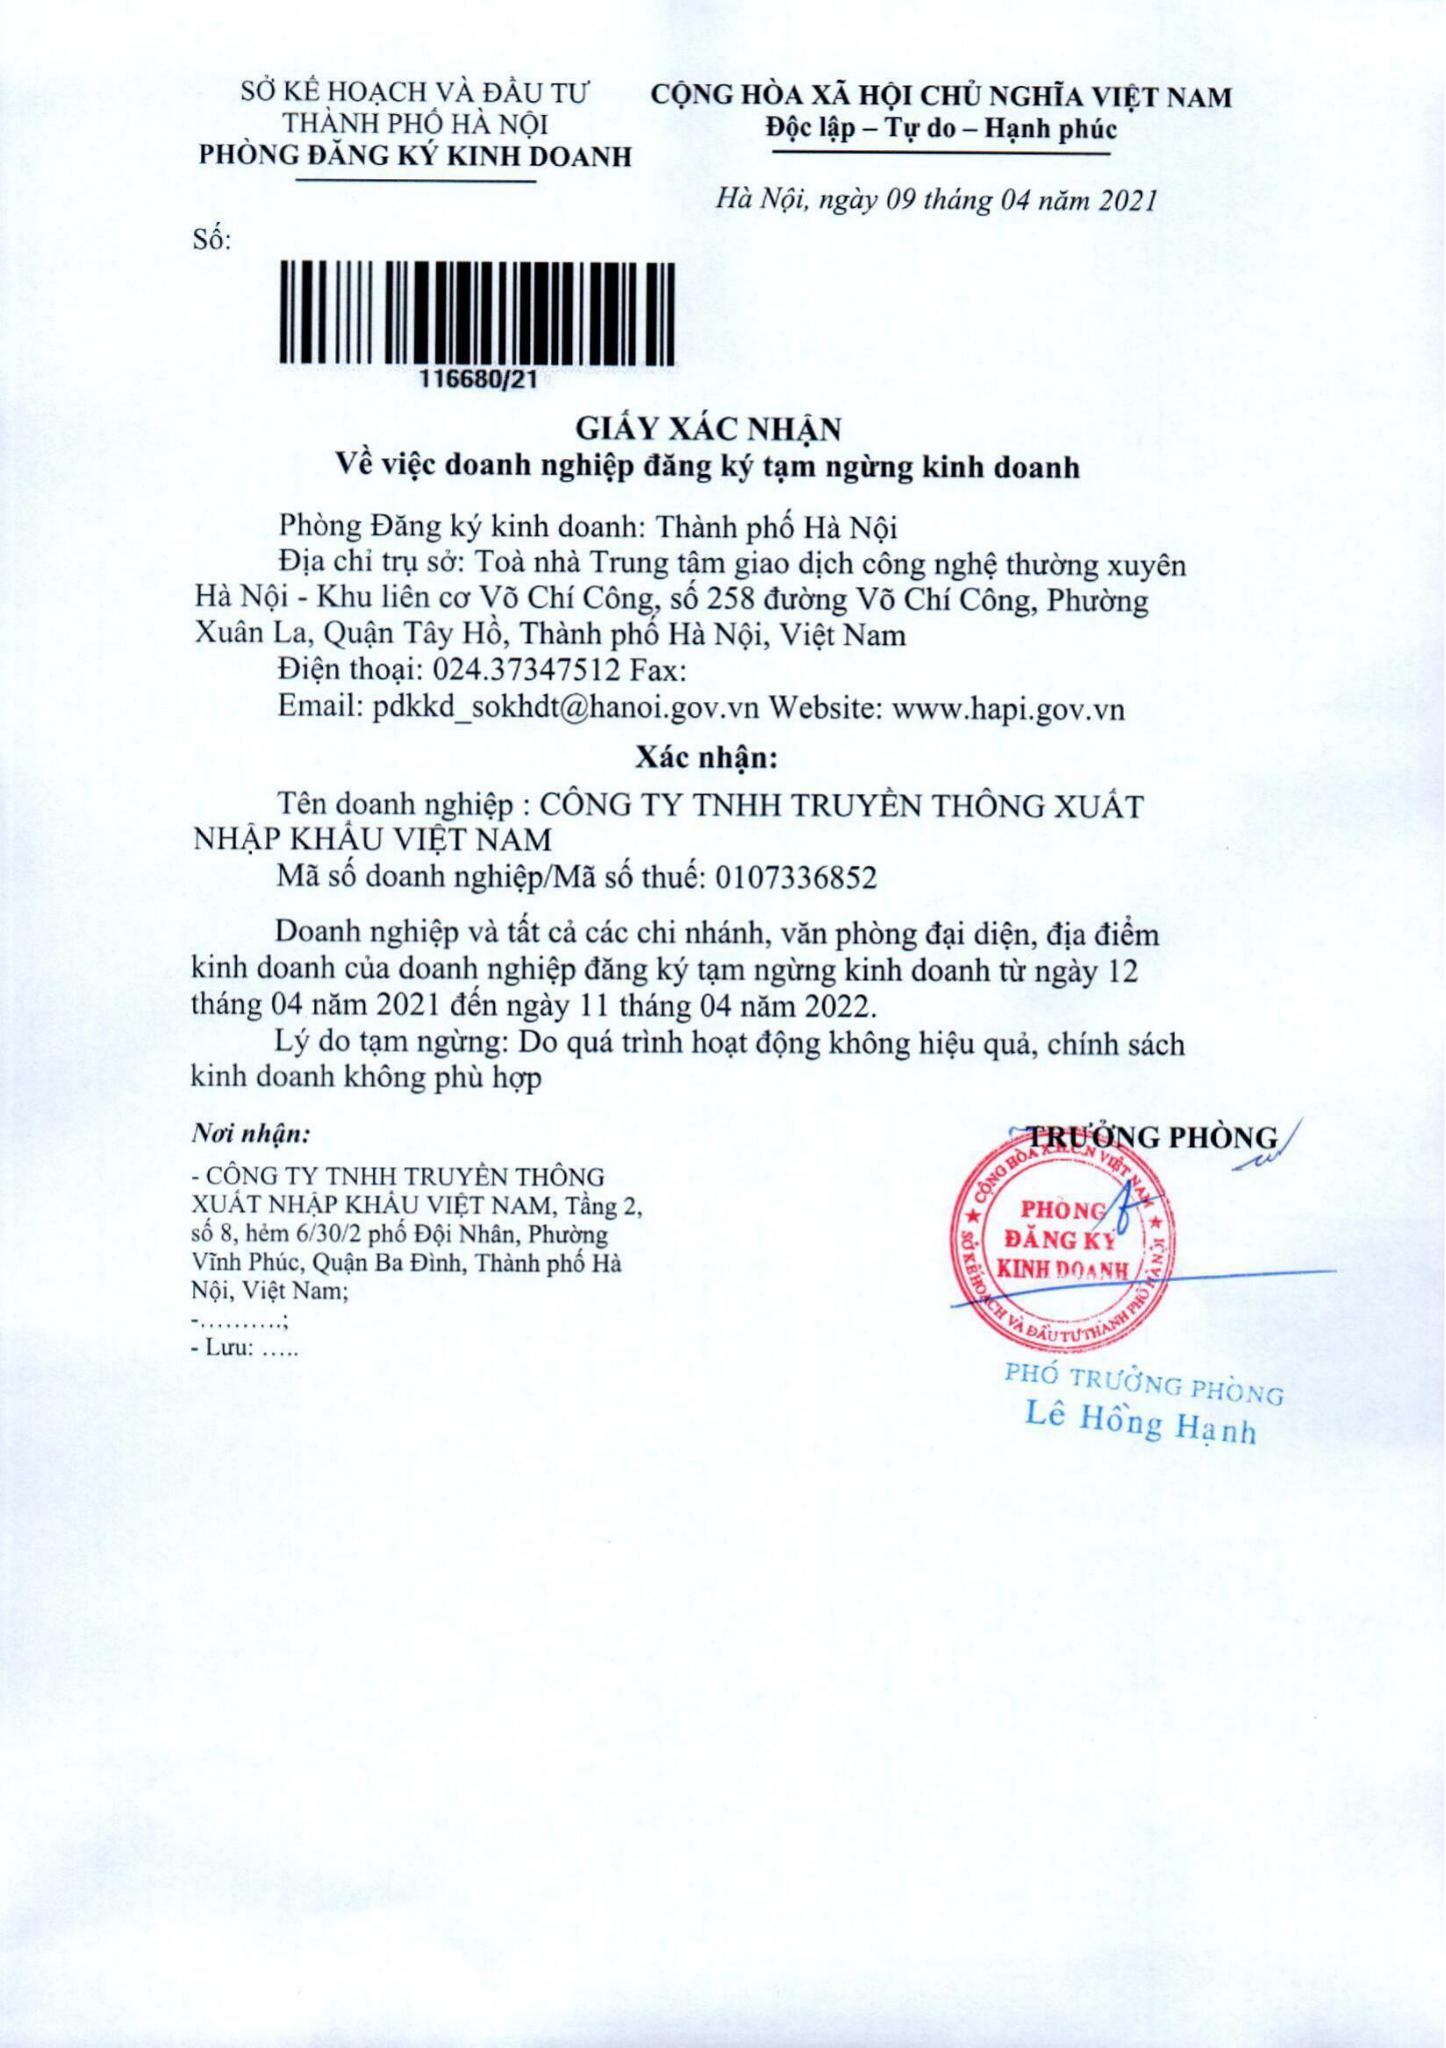 SỞ KẾ HOẠCH VÀ ĐẦU TƯ
THÀNH PHỐ HÀ NỘI
PHÒNG ĐĂNG KÝ KINH DOANH
CỘNG HÒA XÃ HỘI CHỦ NGHĨA VIỆT NAM
Độc lập – Tự do – Hạnh phúc
Hà Nội, ngày 09 tháng 04 năm 2021
Số:
116680/21
GIẤY XÁC NHẬN
Về việc doanh nghiệp đăng ký tạm ngừng kinh doanh
Phòng Đăng ký kinh doanh: Thành phố Hà Nội
Địa chỉ trụ sở: Toà nhà Trung tâm giao dịch công nghệ thường xuyên
Hà Nội - Khu liên cơ Võ Chí Công, số 258 đường Võ Chí Công, Phường
Xuân La, Quận Tây Hồ, Thành phố Hà Nội, Việt Nam
Điện thoại: 024.37347512 Fax:
Email: pdkkd_sokhdt@hanoi.gov.vn Website: www.hapi.gov.vn
Xác nhận:
Tên doanh nghiệp : CÔNG TY TNHH TRUYỀN THÔNG XUẤT
NHẬP KHẨU VIỆT NAM
Mã số doanh nghiệp/Mã số thuế: 0107336852
Doanh nghiệp và tất cả các chi nhánh, văn phòng đại diện, địa điểm
kinh doanh của doanh nghiệp đăng ký tạm ngừng kinh doanh từ ngày 12
tháng 04 năm 2021 đến ngày 11 tháng 04 năm 2022.
Lý do tạm ngừng: Do quá trình hoạt động không hiệu quả, chính sách
kinh doanh không phù hợp
Nơi nhận:
- CÔNG TY TNHH TRUYỀN THÔNG
XUẤT NHẬP KHẨU VIỆT NAM, Tầng 2,
số 8, hẻm 6/30/2 phố Đội Nhân, Phường
Vĩnh Phúc, Quận Ba Đình, Thành phố Hà
Nội, Việt Nam;
-……….;
- Lưu: …..
TRƯỞNG PHÒNG
CỘNG HÒA X.H.C.N VIỆT NAM
PHÒNG
ĐĂNG KÝ
KINH DOANH
SỞ KẾ HOẠCH VÀ ĐẦU TƯ THÀNH PHỐ HÀ NỘI
PHÓ TRƯỞNG PHÒNG
Lê Hồng Hạnh